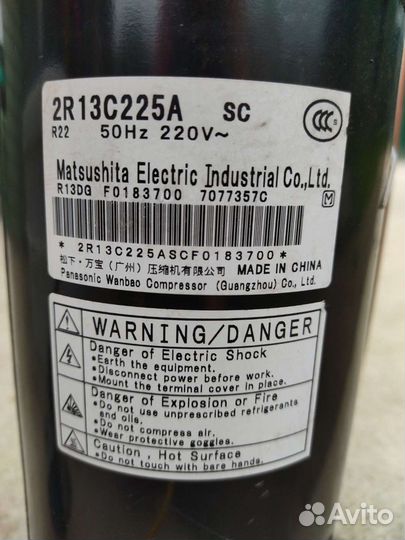 2R13C225A SC
R22 50Hz 220V~
CCC
Matsushita Electric Industrial Co.,Ltd.
R13DG F0183700 7077357C M
* 2R13C225ASCF0183700 *
松下·万宝(广州)压缩机有限公司 MADE IN CHINA
Panasonic Wanbao Compressor (Guangzhou) Co., Ltd.
WARNING/DANGER
Danger of Electric Shock
•Earth the equipment.
•Disconnect power before work.
•Mount the terminal cover in place.
Danger of Explosion or Fire
•Do not use unprescribed refrigerants
and oils.
•Do not compress air.
•Wear protective goggles.
Caution, Hot Surface
•Do not touch with bare hands.
Avito